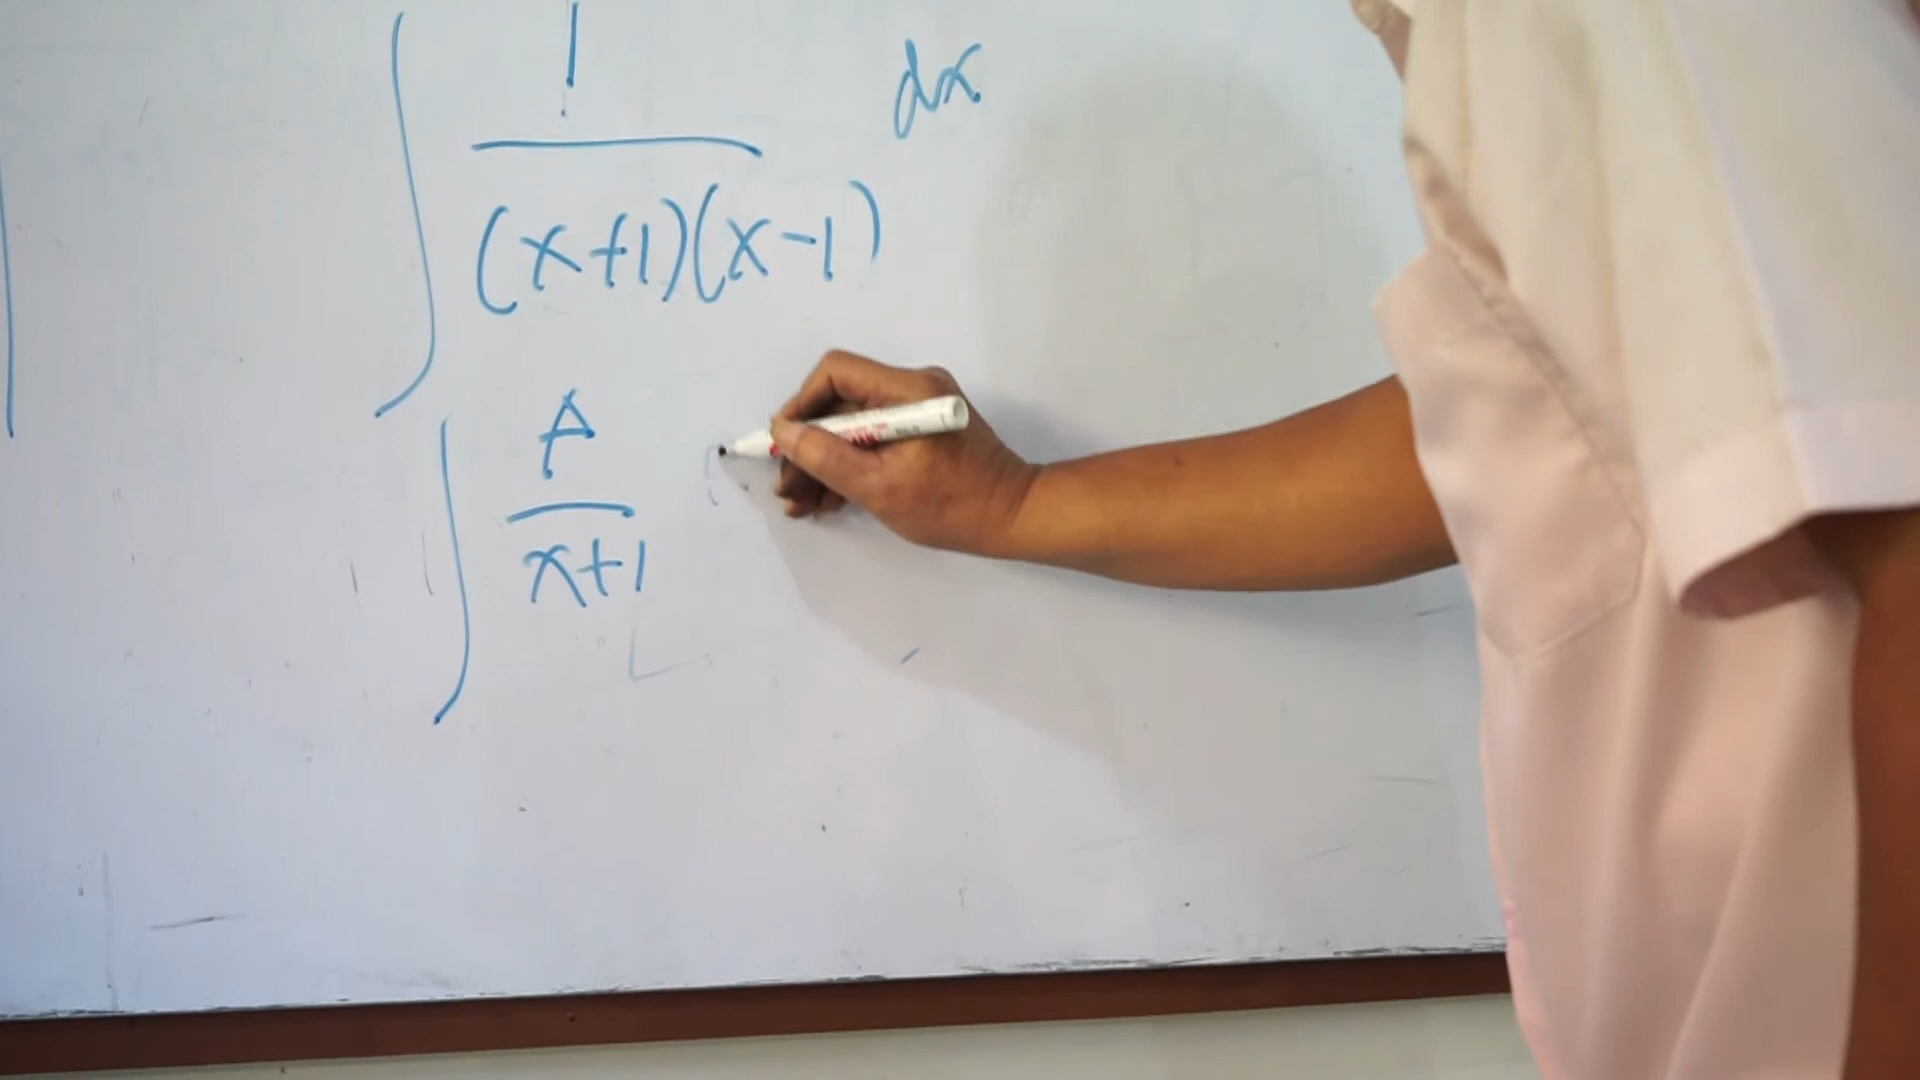 ∫ 1/((x+1)(x-1)) dx
∫ A/(x+1)